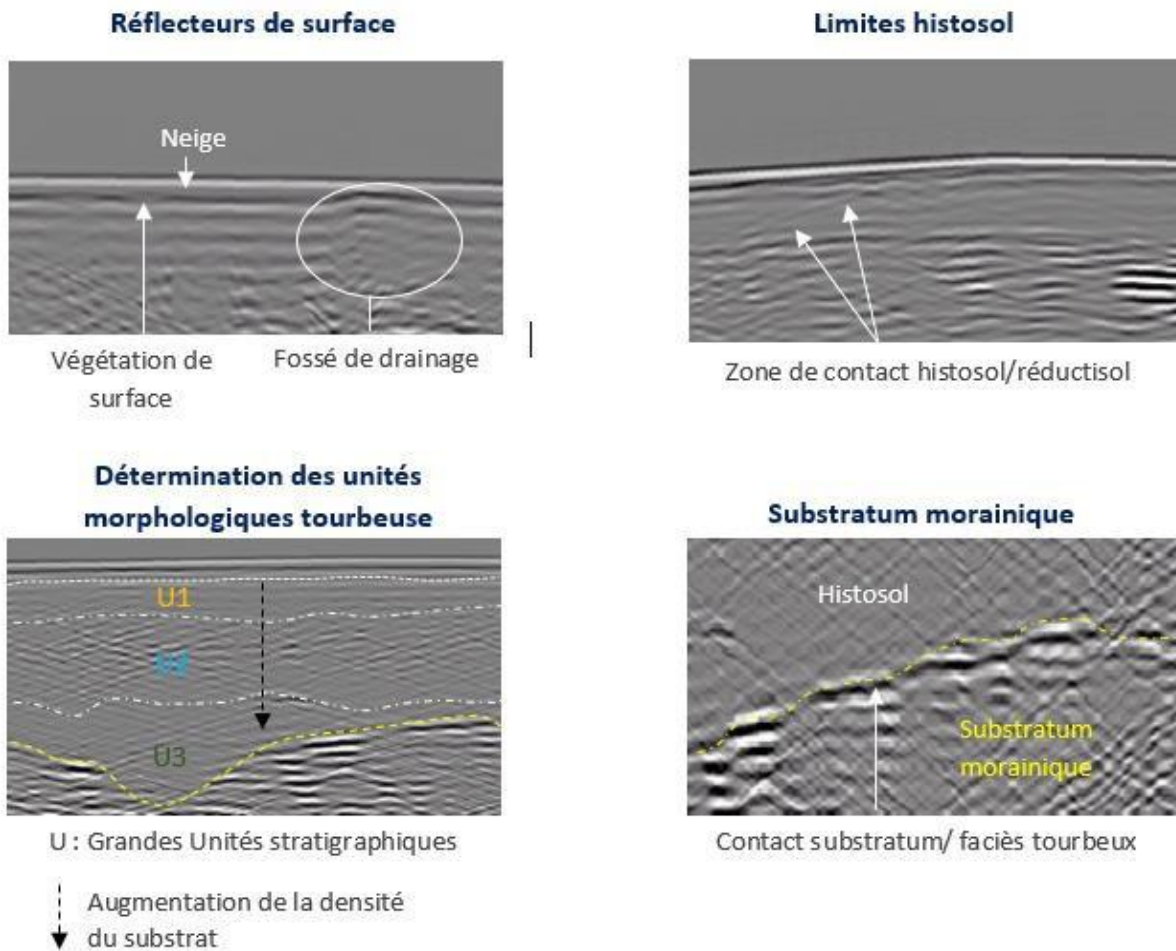 Réflecteurs de surface
Neige
Végétation de
surface
Fossé de drainage
Limites histosol
Zone de contact histosol/réductisol
Détermination des unités
morphologiques tourbeuse
U1
U2
U3
U : Grandes Unités stratigraphiques
Augmentation de la densité
du substrat
Substratum morainique
Histosol
Substratum
morainique
Contact substratum/ faciès tourbeux